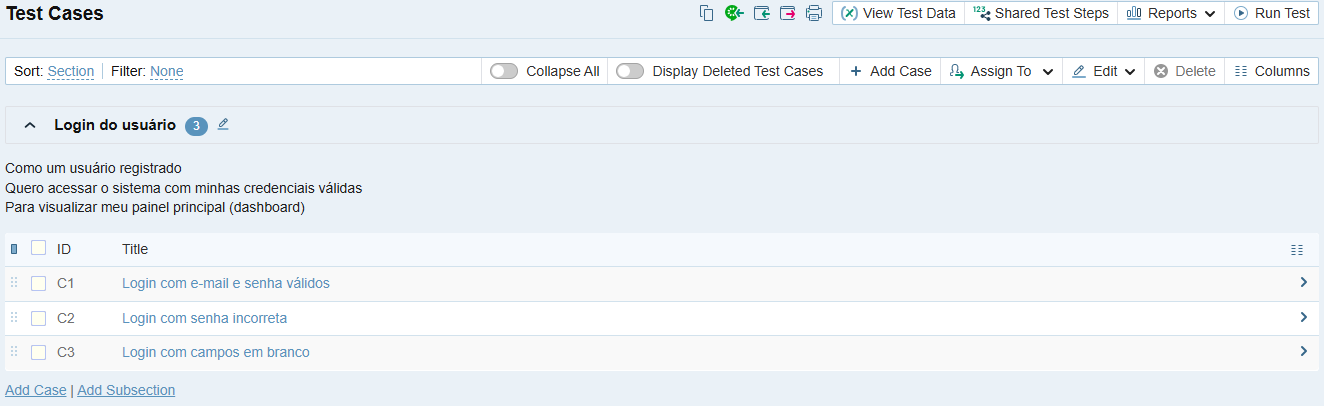 Test Cases
View Test Data
123 Shared Test Steps
Reports
Run Test
Sort: Section Filter: None
Collapse All
Display Deleted Test Cases
+ Add Case
Assign To
Edit
Delete
Columns
Login do usuário 3
Como um usuário registrado
Quero acessar o sistema com minhas credenciais válidas
Para visualizar meu painel principal (dashboard)
ID Title
C1 Login com e-mail e senha válidos
C2 Login com senha incorreta
C3 Login com campos em branco
Add Case | Add Subsection